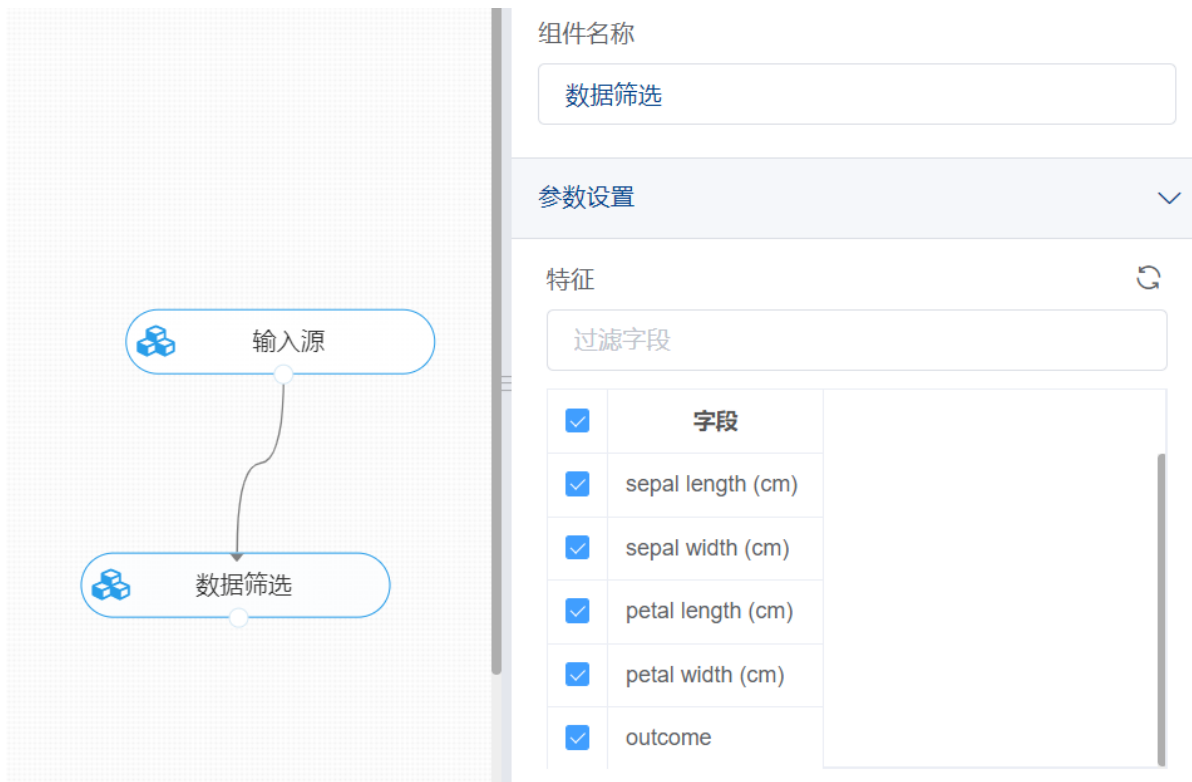 输入源
数据筛选
组件名称
数据筛选
参数设置
特征
过滤字段
字段
sepal length (cm)
sepal width (cm)
petal length (cm)
petal width (cm)
outcome